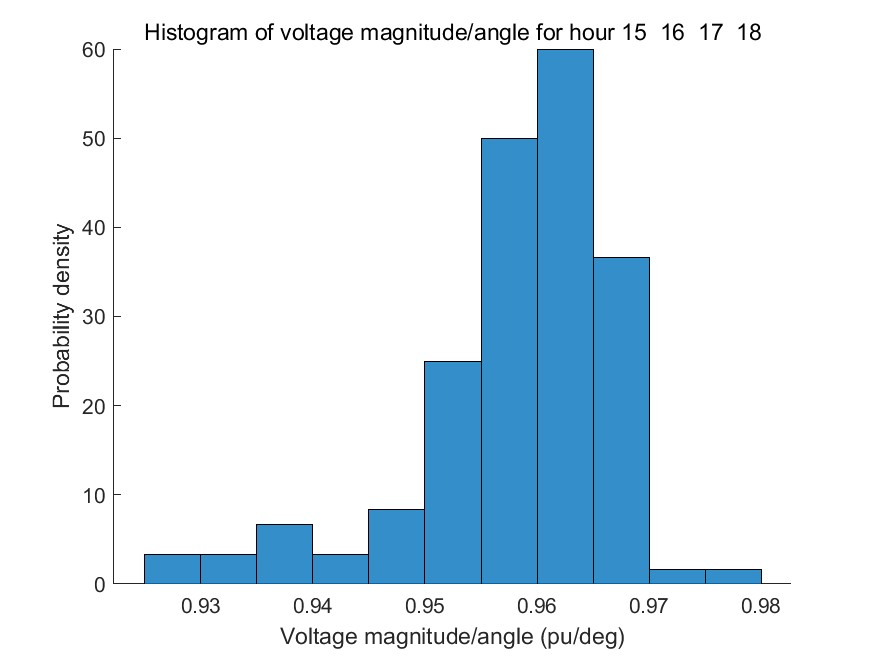 Histogram of voltage magnitude/angle for hour 15  16  17  18
60
50
40
30
20
10
0
Probability density
0.93 0.94 0.95 0.96 0.97 0.98
Voltage magnitude/angle (pu/deg)